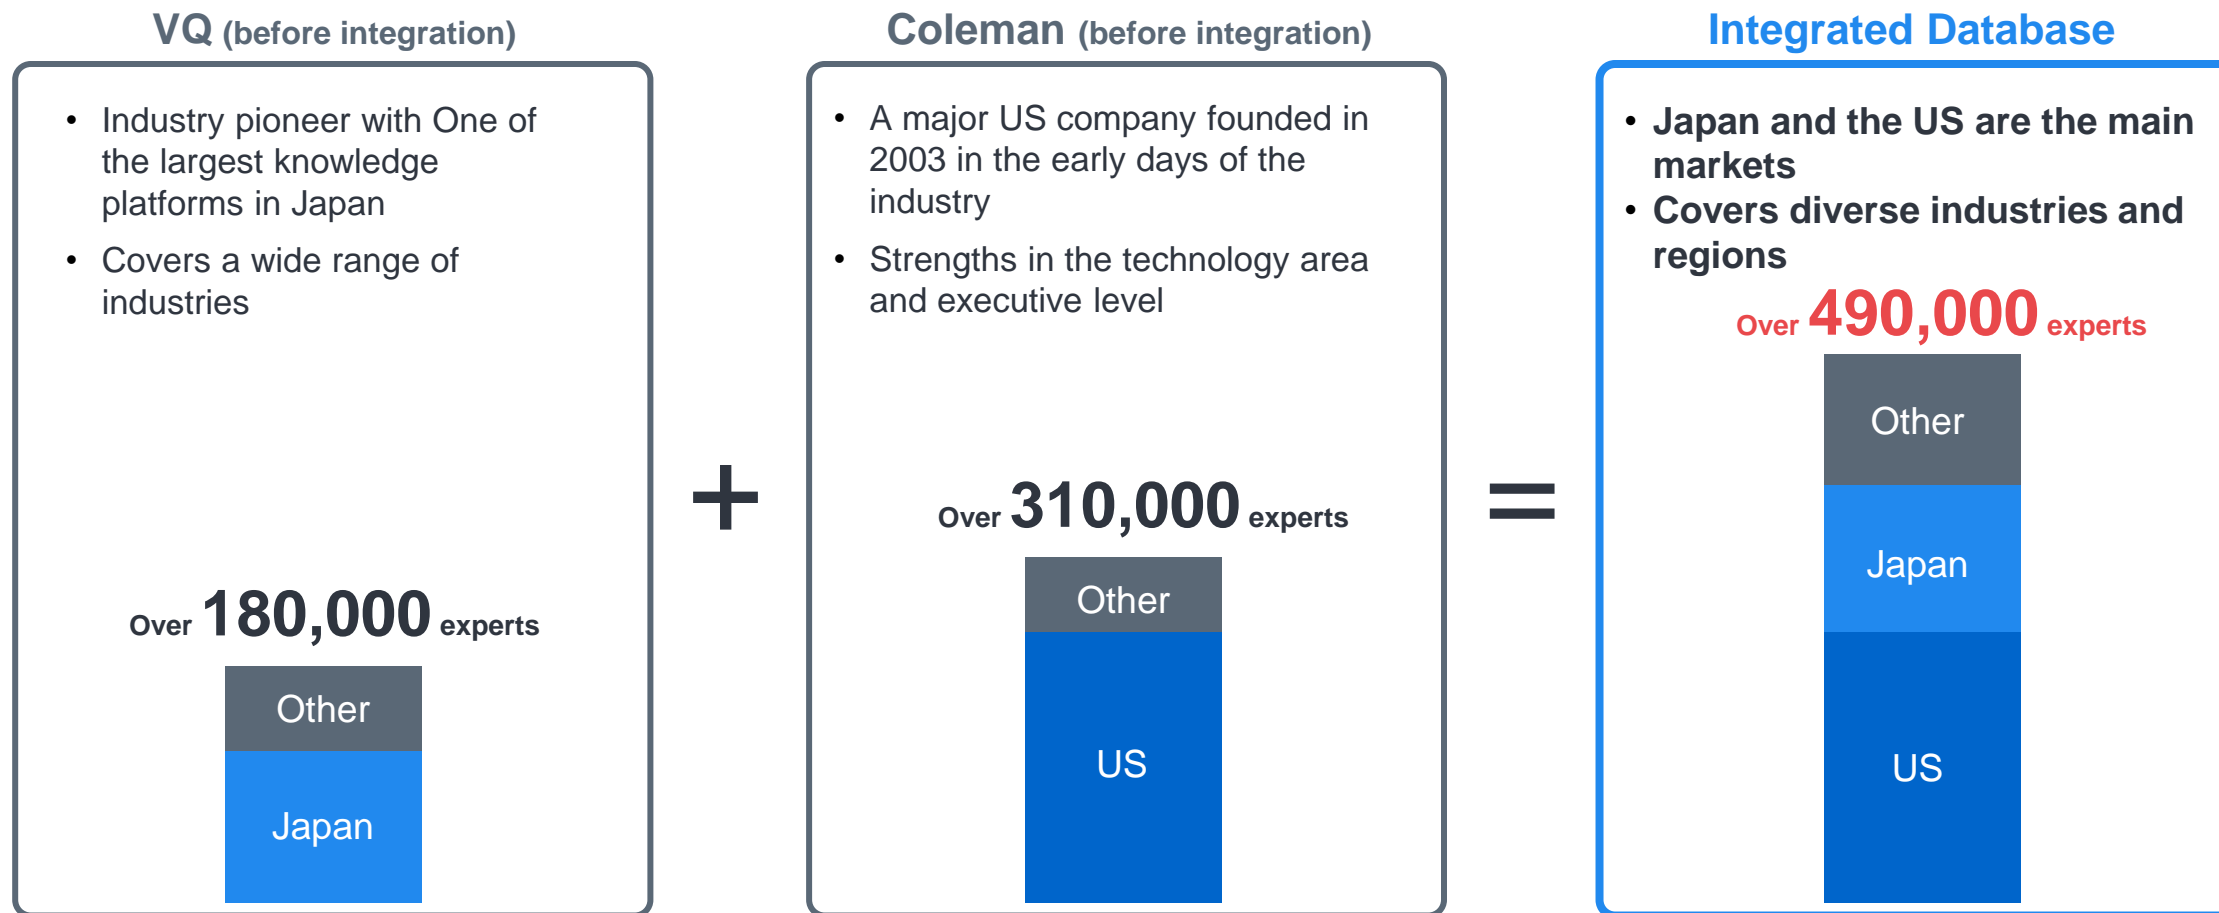 VQ (before integration)
• Industry pioneer with One of
the largest knowledge
platforms in Japan
• Covers a wide range of
industries
Over 180,000 experts
Other
Japan
+
Coleman (before integration)
• A major US company founded in
2003 in the early days of the
industry
• Strengths in the technology area
and executive level
Over 310,000 experts
Other
US
=
Integrated Database
• Japan and the US are the main
markets
• Covers diverse industries and
regions
Over 490,000 experts
Other
Japan
US